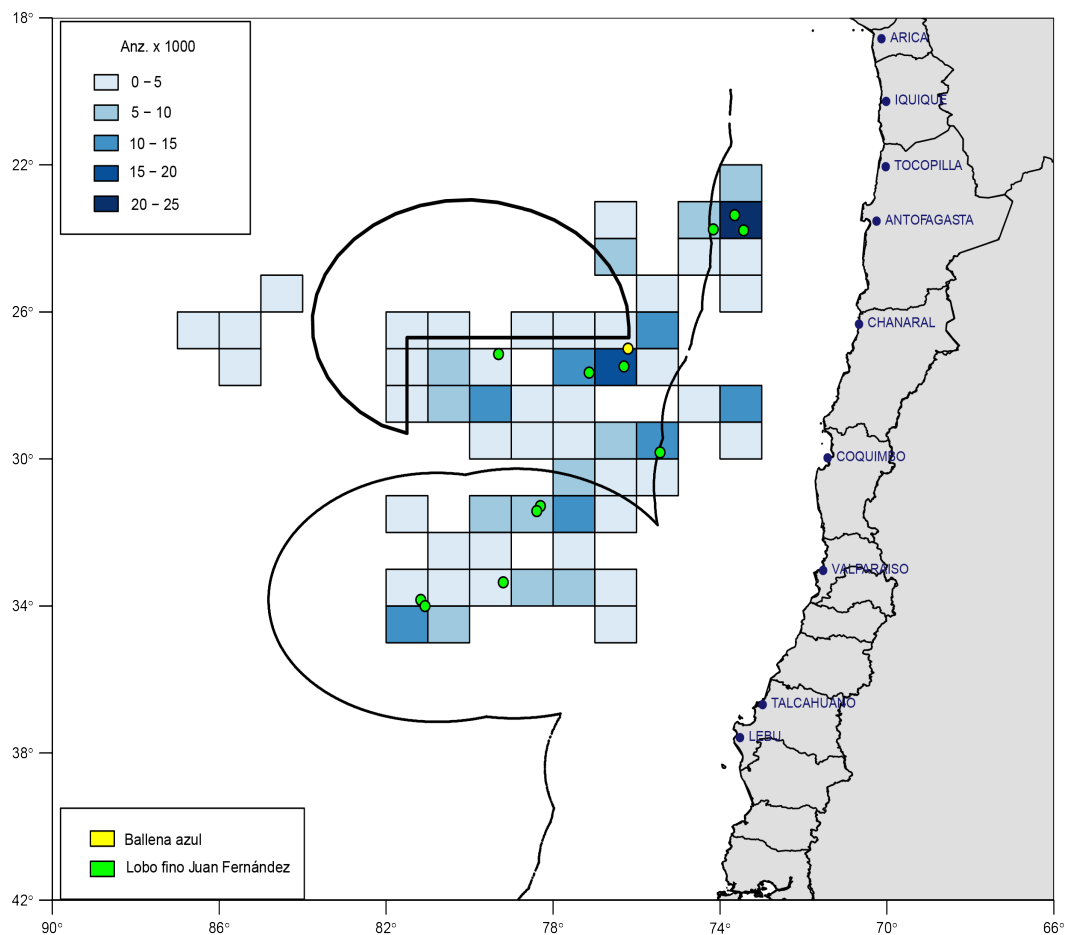 18°
22°
26°
30°
34°
38°
42°
Anz. x 1000
0 – 5
5 – 10
10 – 15
15 – 20
20 – 25
ARICA
IQUIQUE
TOCOPILLA
ANTOFAGASTA
CHANARAL
COQUIMBO
VALPARAISO
TALCAHUANO
LEBU
Ballena azul
Lobo fino Juan Fernández
90° 86° 82° 78° 74° 70° 66°